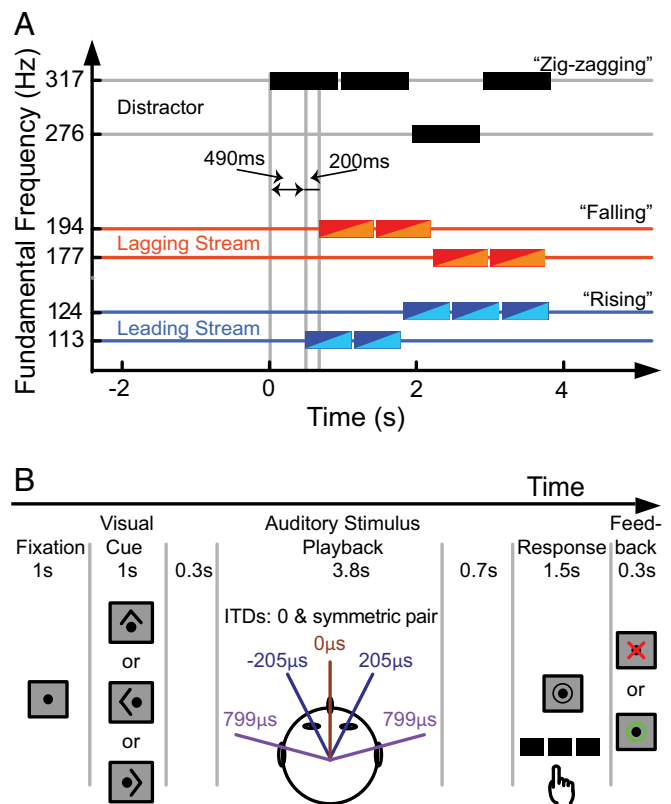 A
Fundamental Frequency (Hz)
317
"Zig-zagging"
Distractor
276
490ms
200ms
194
"Falling"
Lagging Stream
177
124
"Rising"
Leading Stream
113
-2
0
2
4
Time (s)
B
Time
Fixation
1s
Visual
Cue
1s
0.3s
Auditory Stimulus
Playback
3.8s
0.7s
Response
1.5s
Feed-
back
0.3s
ITDs: 0 & symmetric pair
0µs
-205µs
205µs
799µs
799µs
or
or
or